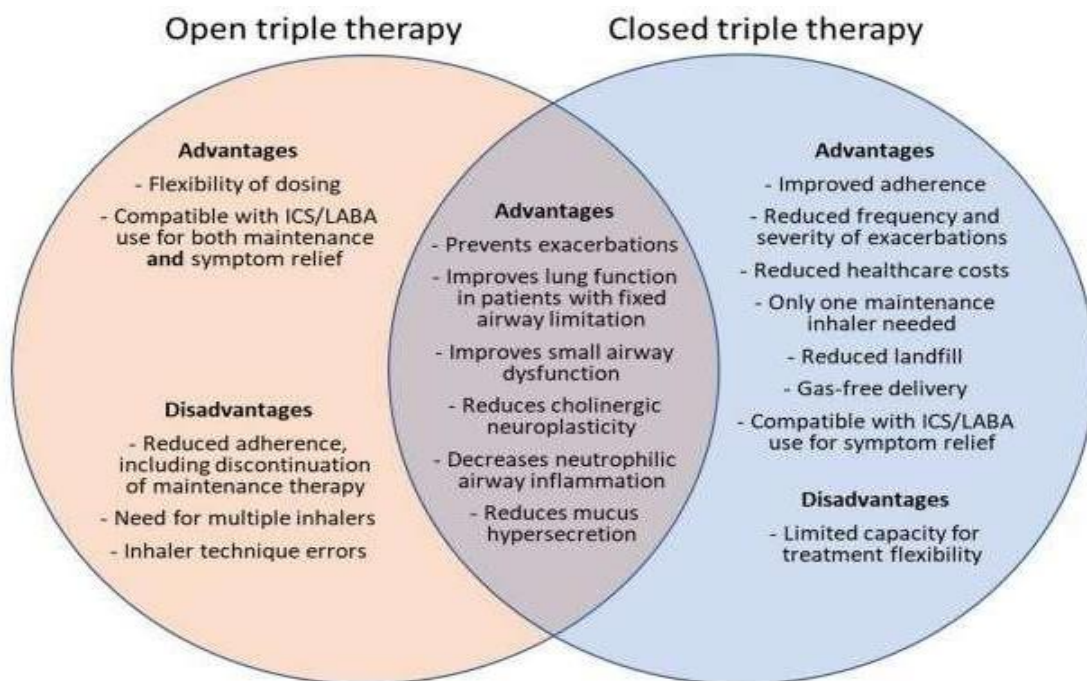 Open triple therapy
Closed triple therapy
Advantages
- Flexibility of dosing
- Compatible with ICS/LABA
use for both maintenance
and symptom relief
Disadvantages
- Reduced adherence,
including discontinuation
of maintenance therapy
- Need for multiple inhalers
- Inhaler technique errors
Advantages
- Prevents exacerbations
- Improves lung function
in patients with fixed
airway limitation
- Improves small airway
dysfunction
- Reduces cholinergic
neuroplasticity
- Decreases neutrophilic
airway inflammation
- Reduces mucus
hypersecretion
Advantages
- Improved adherence
- Reduced frequency and
severity of exacerbations
- Reduced healthcare costs
- Only one maintenance
inhaler needed
- Reduced landfill
- Gas-free delivery
- Compatible with ICS/LABA
use for symptom relief
Disadvantages
- Limited capacity for
treatment flexibility